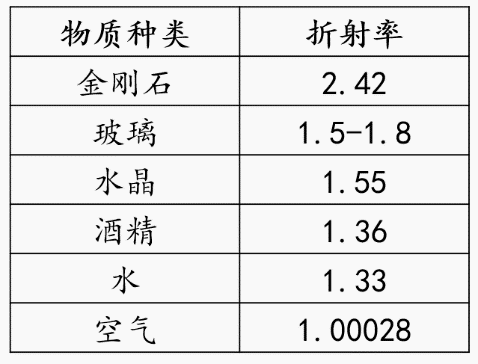 物质种类 折射率
金刚石 2.42
玻璃 1.5-1.8
水晶 1.55
酒精 1.36
水 1.33
空气 1.00028